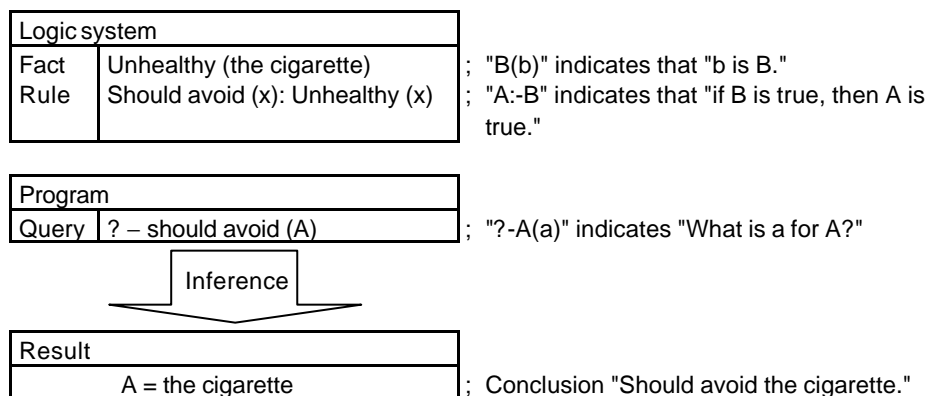 Logic system
Fact Unhealthy (the cigarette) ; "B(b)" indicates that "b is B."
Rule Should avoid (x): Unhealthy (x) ; "A:-B" indicates that "if B is true, then A is
true."
Program
Query ? – should avoid (A) ; "?-A(a)" indicates "What is a for A?"
Inference
Result
A = the cigarette ; Conclusion "Should avoid the cigarette."